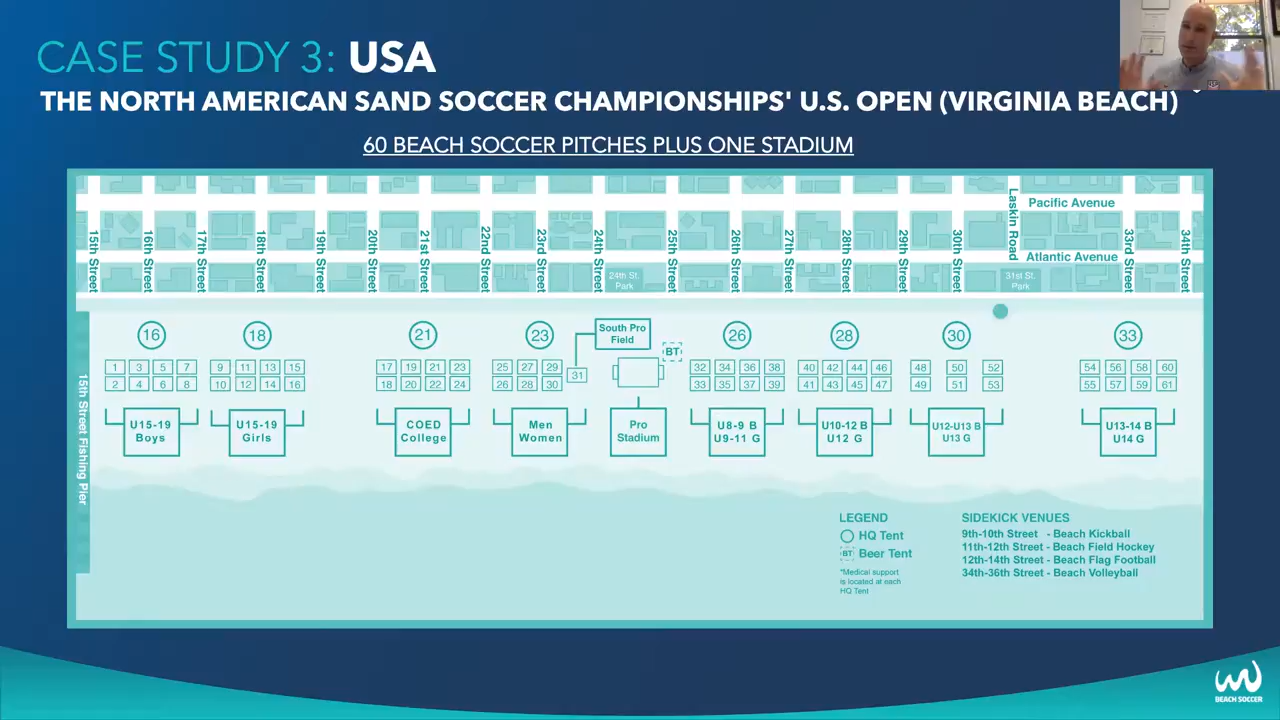 CASE STUDY 3: USA
THE NORTH AMERICAN SAND SOCCER CHAMPIONSHIPS' U.S. OPEN (VIRGINIA BEACH)
60 BEACH SOCCER PITCHES PLUS ONE STADIUM
Pacific Avenue
Atlantic Avenue
15th Street
16th Street
17th Street
18th Street
19th Street
20th Street
21st Street
22nd Street
23rd Street
24th Street
25th Street
26th Street
27th Street
28th Street
29th Street
30th Street
Laskin Road
33rd Street
34th Street
24th St.
Park
31st St.
Park
16 18 21 23 26 28 30 33
South Pro
Field
BT
1 3 5 7 9 11 13 15 17 19 21 23 25 27 29 32 34 36 38 40 42 44 46 48 50 52 54 56 58 60
31
2 4 6 8 10 12 14 16 18 20 22 24 26 28 30 33 35 37 39 41 43 45 47 49 51 53 55 57 59 61
U15-19
Boys
U15-19
Girls
COED
College
Men
Women
Pro
Stadium
U8-9 B
U9-11 G
U10-12 B
U12 G
U12-U13 B
U13 G
U13-14 B
U14 G
15th Street Fishing Pier
LEGEND
HQ Tent
BT Beer Tent
*Medical support
is located at each
HQ Tent
SIDEKICK VENUES
9th-10th Street - Beach Kickball
11th-12th Street - Beach Field Hockey
12th-14th Street - Beach Flag Football
34th-36th Street - Beach Volleyball
BEACH SOCCER